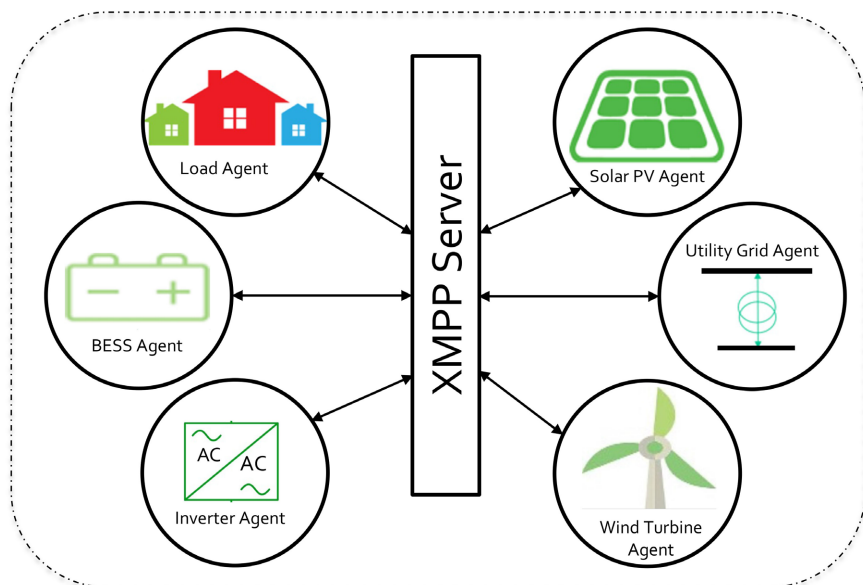 Load Agent
BESS Agent
AC
AC
Inverter Agent
XMPP Server
Solar PV Agent
Utility Grid Agent
Wind Turbine
Agent